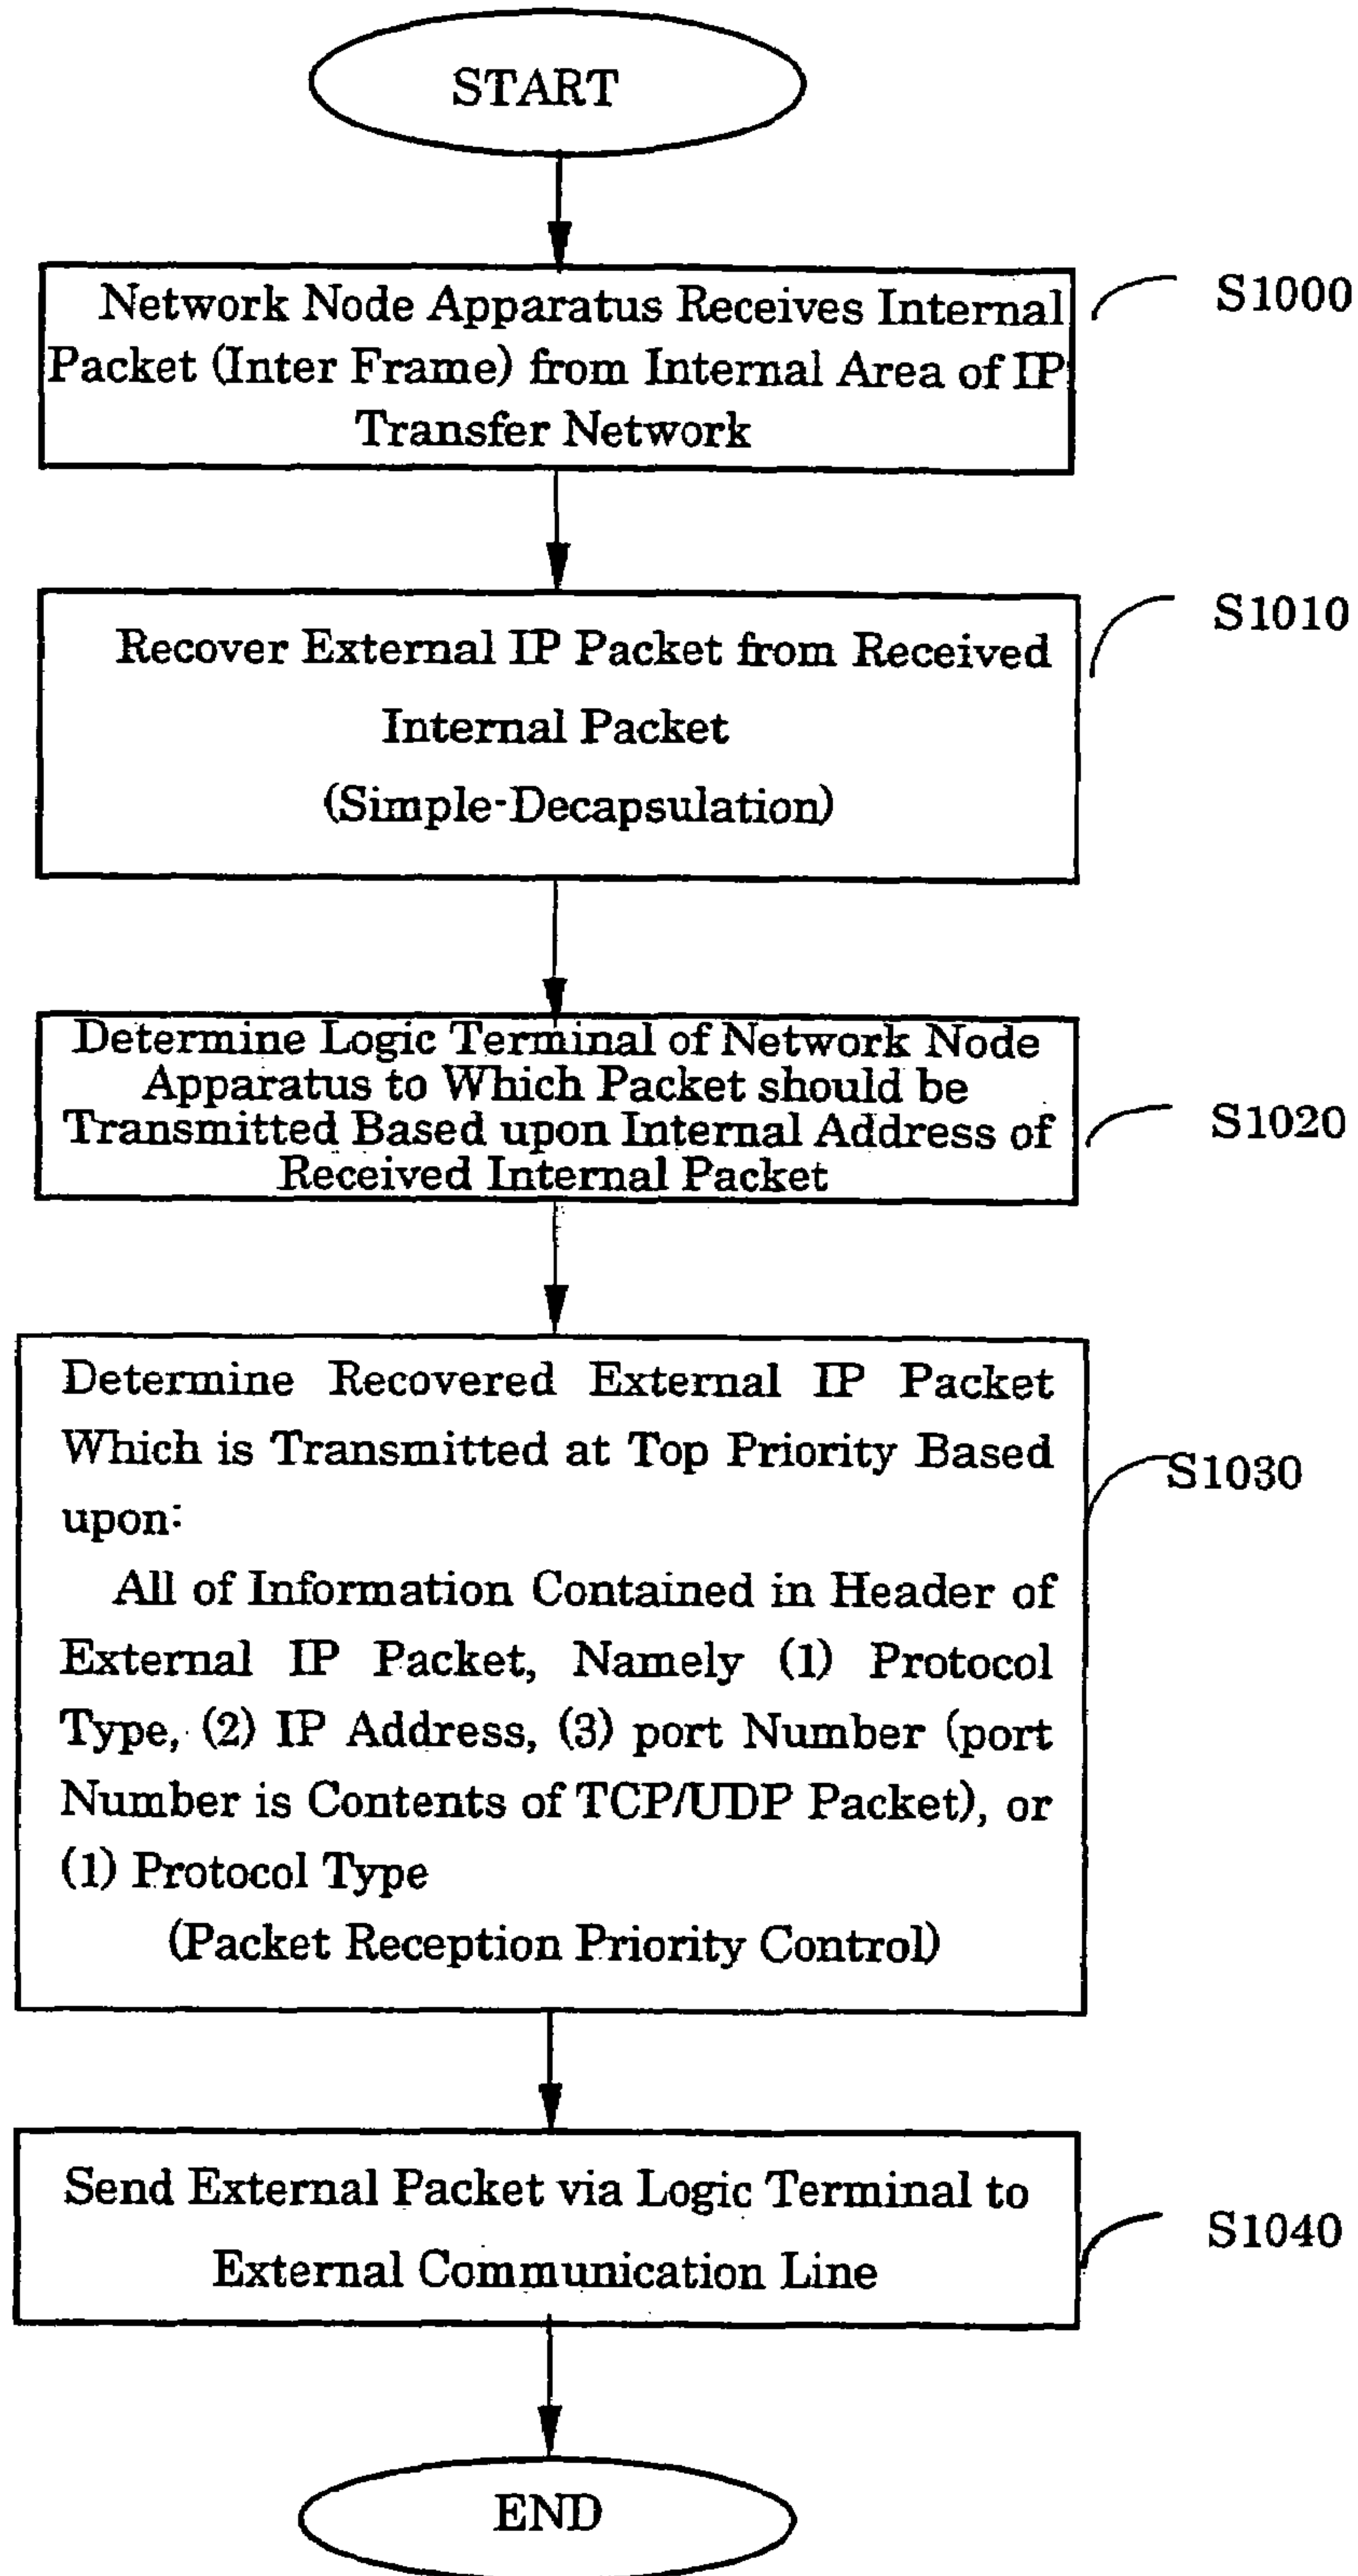 START
Network Node Apparatus Receives Internal
Packet (Inter Frame) from Internal Area of IP
Transfer Network
S1000
Recover External IP Packet from Received
Internal Packet
(Simple-Decapsulation)
S1010
Determine Logic Terminal of Network Node
Apparatus to Which Packet should be
Transmitted Based upon Internal Address of
Received Internal Packet
S1020
Determine Recovered External IP Packet
Which is Transmitted at Top Priority Based
upon:
All of Information Contained in Header of
External IP Packet, Namely (1) Protocol
Type, (2) IP Address, (3) port Number (port
Number is Contents of TCP/UDP Packet), or
(1) Protocol Type
(Packet Reception Priority Control)
S1030
Send External Packet via Logic Terminal to
External Communication Line
S1040
END